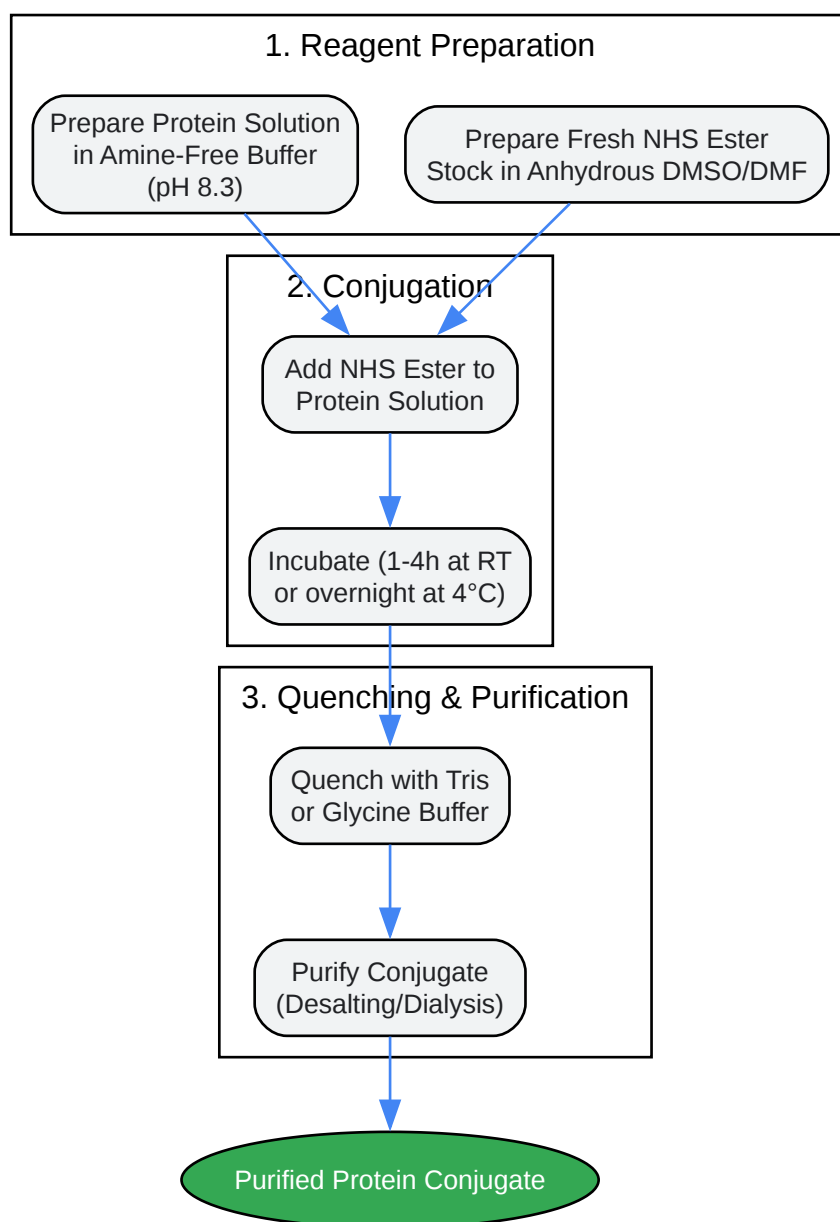 1. Reagent Preparation
Prepare Protein Solution
in Amine-Free Buffer
(pH 8.3)
Prepare Fresh NHS Ester
Stock in Anhydrous DMSO/DMF
2. Conjugation
Add NHS Ester to
Protein Solution
Incubate (1-4h at RT
or overnight at 4°C)
3. Quenching & Purification
Quench with Tris
or Glycine Buffer
Purify Conjugate
(Desalting/Dialysis)
Purified Protein Conjugate